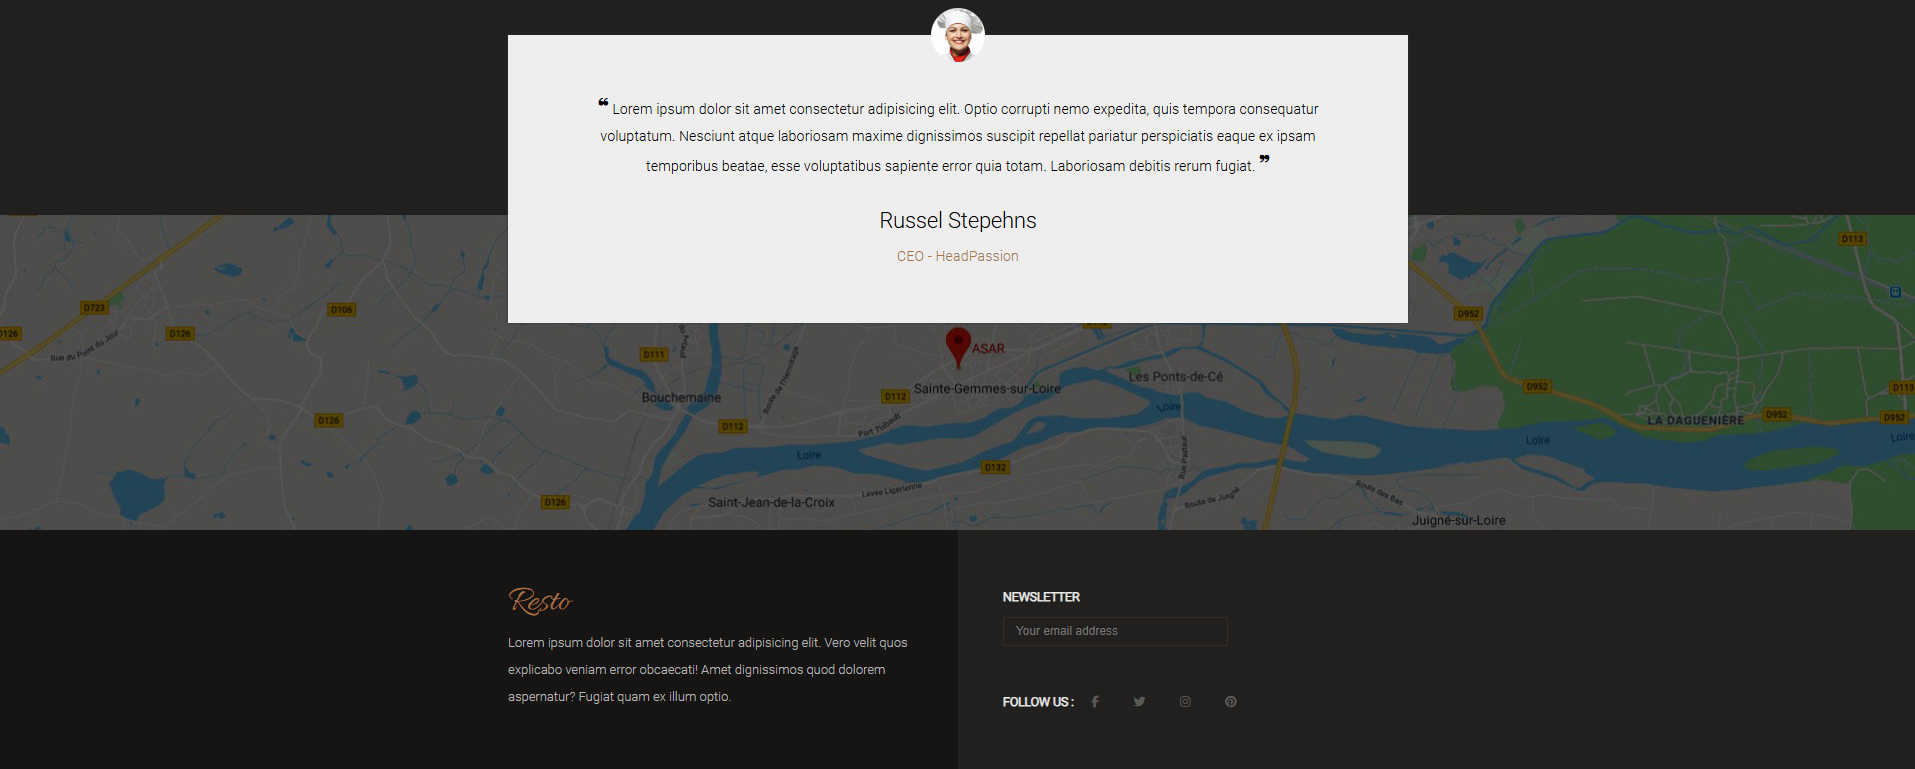 ❝ Lorem ipsum dolor sit amet consectetur adipisicing elit. Optio corrupti nemo expedita, quis tempora consequatur
voluptatum. Nesciunt atque laboriosam maxime dignissimos suscipit repellat pariatur perspiciatis eaque ex ipsam
temporibus beatae, esse voluptatibus sapiente error quia totam. Laboriosam debitis rerum fugiat. ❞
Russel Stepehns
CEO - HeadPassion
D113
D723
D106
D952
D126
D126
Rue du Point du Jour
D111
Route de l'Hermitage
ASAR
Sainte-Gemmes-sur-Loire
Les Ponts-de-Cé
D952
D113
Bouchemaine
D112
Loire
D126
D112
Port Thibault
LA DAGUENIÈRE
D952
D952
Loire
D132
Rue Pasteur
Loire
Loire
D126
Saint-Jean-de-la-Croix
Levée Ligérienne
Route de Juigné
Route des Bas
Juigné-sur-Loire
Resto
Lorem ipsum dolor sit amet consectetur adipisicing elit. Vero velit quos
explicabo veniam error obcaecati! Amet dignissimos quod dolorem
aspernatur? Fugiat quam ex illum optio.
NEWSLETTER
Your email address
FOLLOW US :